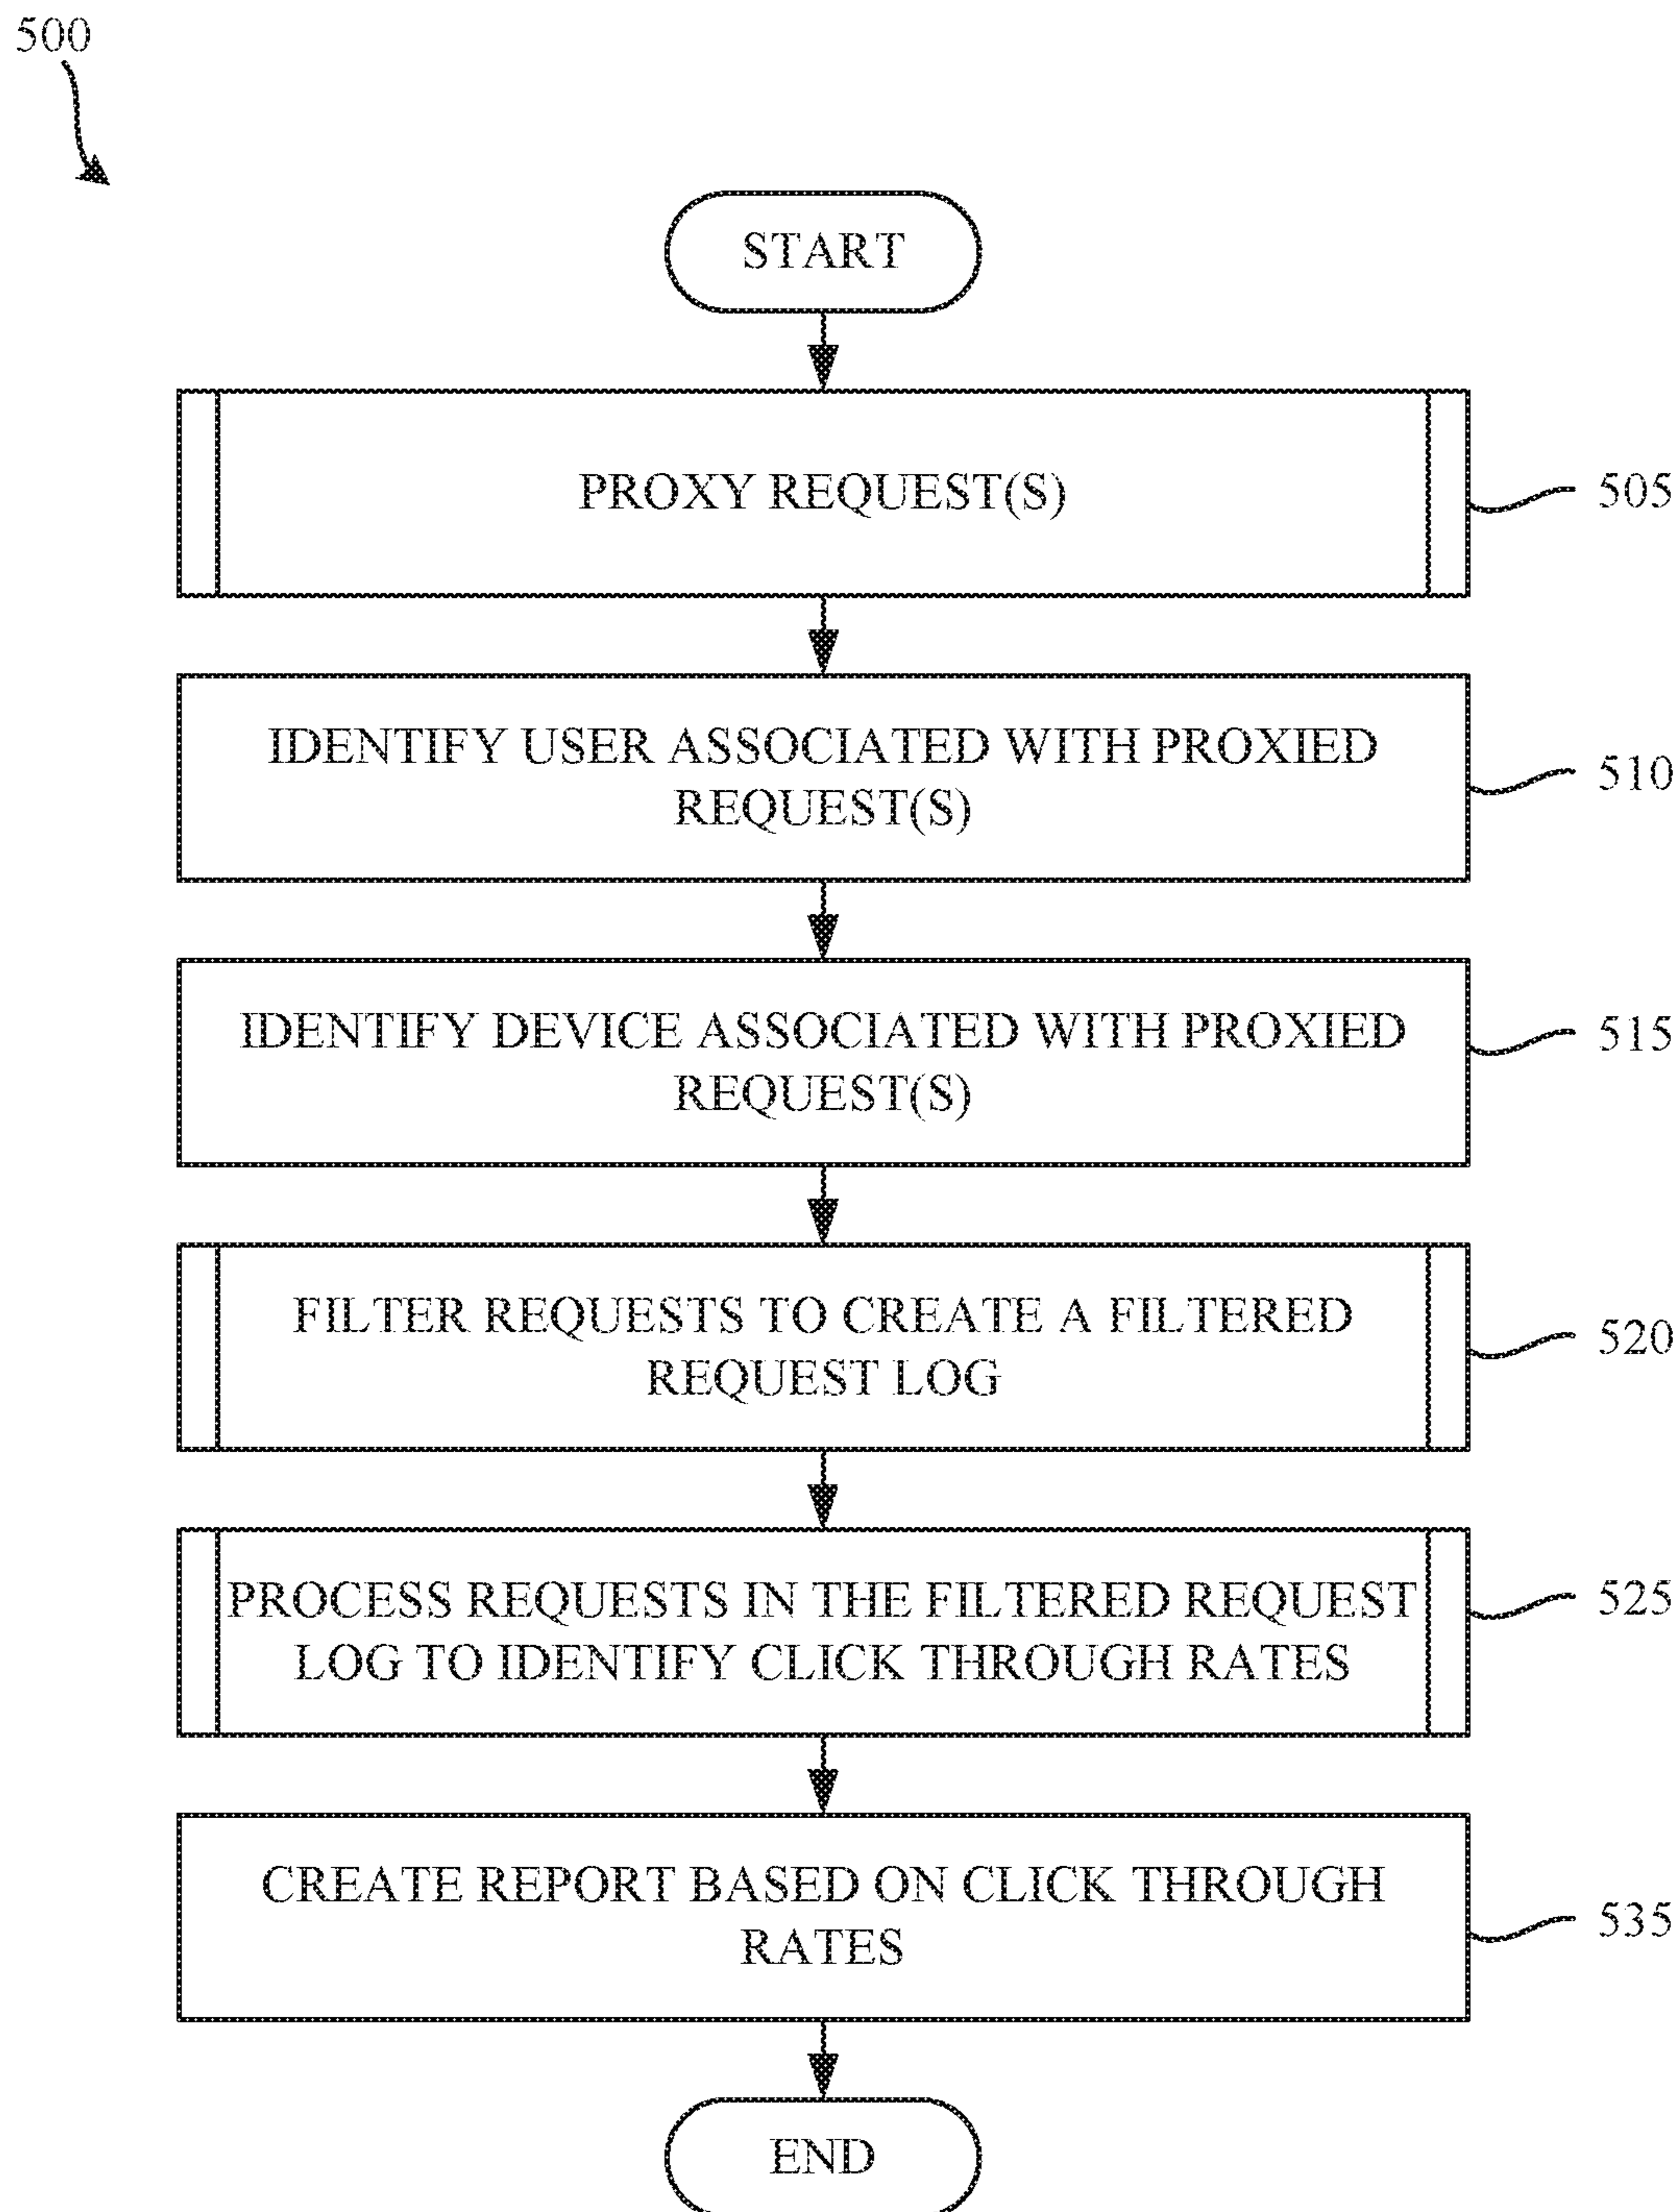 500
START
PROXY REQUEST(S)
505
IDENTIFY USER ASSOCIATED WITH PROXIED
REQUEST(S)
510
IDENTIFY DEVICE ASSOCIATED WITH PROXIED
REQUEST(S)
515
FILTER REQUESTS TO CREATE A FILTERED
REQUEST LOG
520
PROCESS REQUESTS IN THE FILTERED REQUEST
LOG TO IDENTIFY CLICK THROUGH RATES
525
CREATE REPORT BASED ON CLICK THROUGH
RATES
535
END